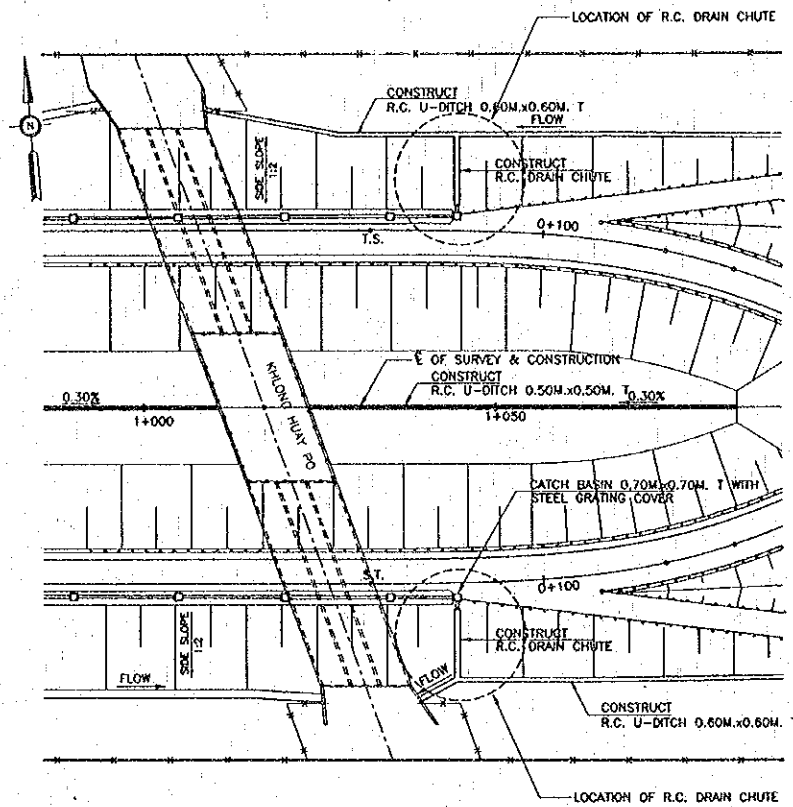 LOCATION OF R.C. DRAIN CHUTE
CONSTRUCT
R.C. U-DITCH 0.60M.x0.60M. T
FLOW
N
SIDE SLOPE
1:2
CONSTRUCT
R.C. DRAIN CHUTE
T.S.
0+100
℄ OF SURVEY & CONSTRUCTION
CONSTRUCT
R.C. U-DITCH 0.50M.x0.50M. T
0.30%
0.30%
1+000
1+050
KHLONG HUAY PO
CATCH BASIN 0.70M.x0.70M. T WITH
STEEL GRATING COVER
S.T.
0+100
SIDE SLOPE
1:2
CONSTRUCT
R.C. DRAIN CHUTE
FLOW
FLOW
CONSTRUCT
R.C. U-DITCH 0.60M.x0.60M. T
LOCATION OF R.C. DRAIN CHUTE